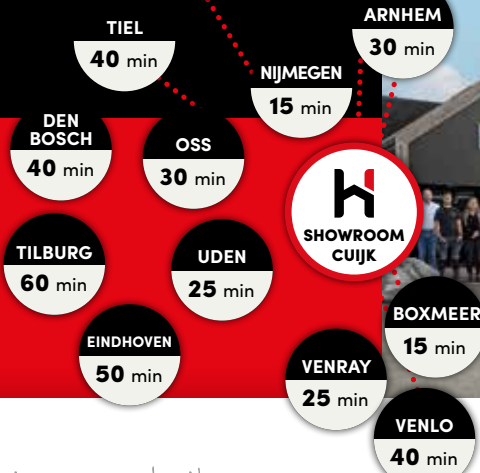 TIEL
40 min
ARNHEM
30 min
NIJMEGEN
15 min
DEN
BOSCH
40 min
OSS
30 min
SHOWROOM
CUIJK
TILBURG
60 min
UDEN
25 min
BOXMEER
15 min
EINDHOVEN
50 min
VENRAY
25 min
VENLO
40 min